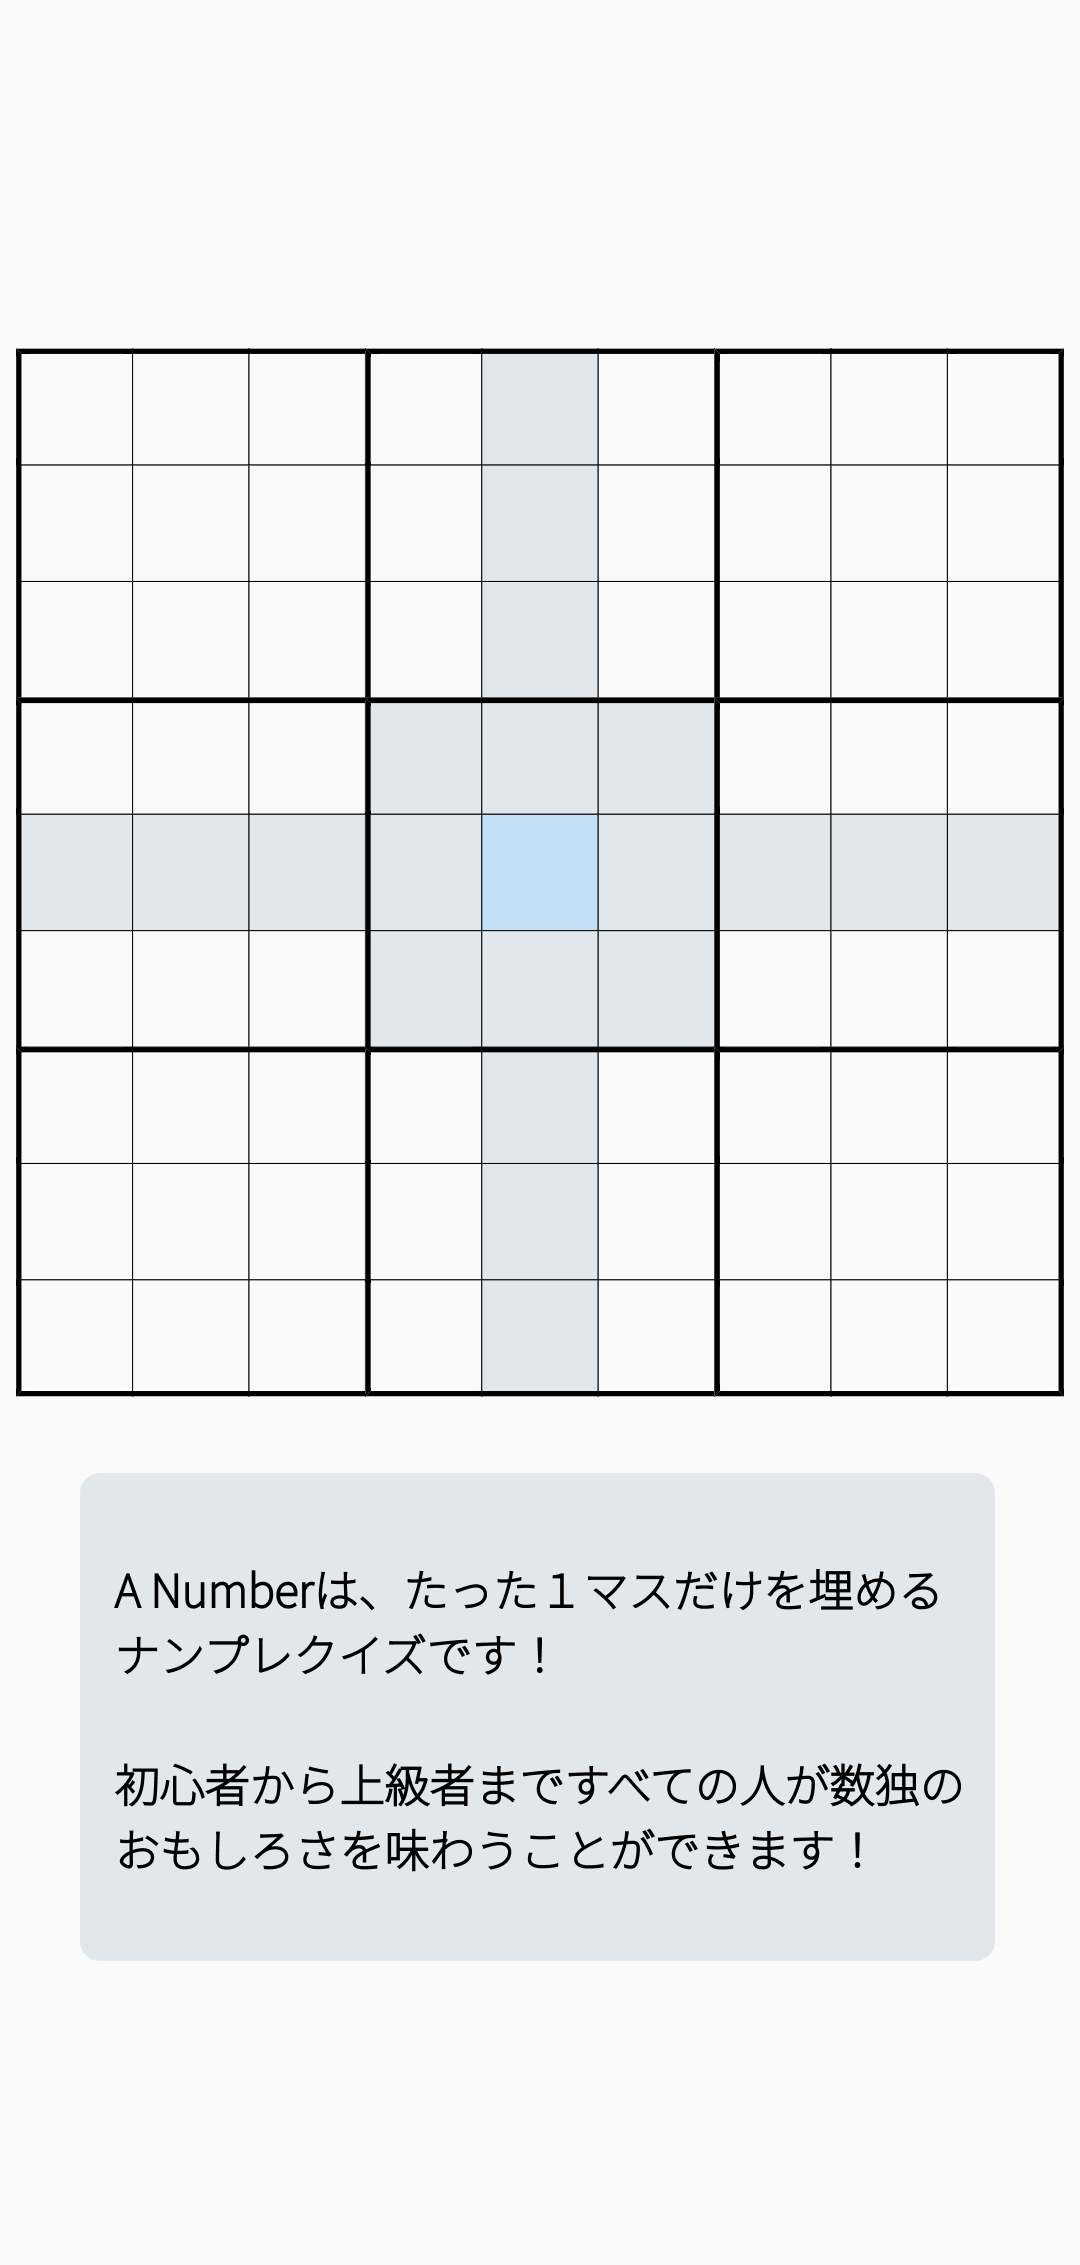 A Numberは、たった１マスだけを埋める
ナンプレクイズです！
初心者から上級者まですべての人が数独の
おもしろさを味わうことができます！